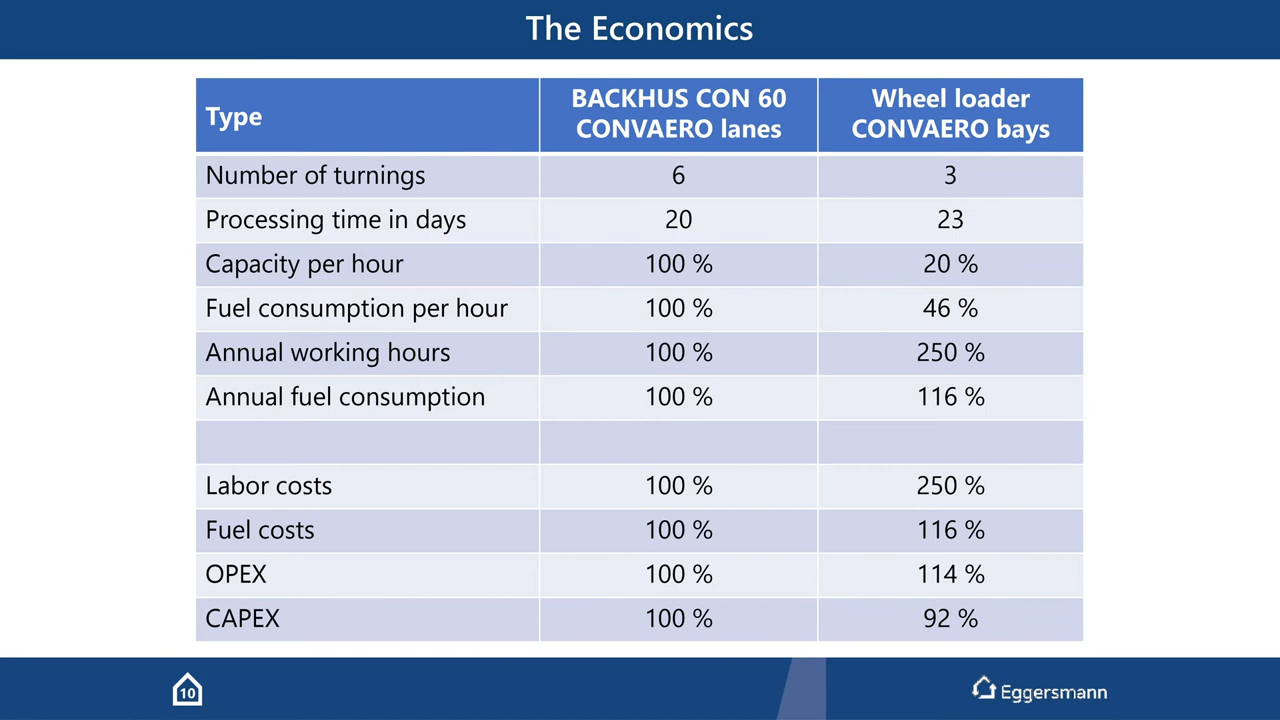 The Economics
Type
BACKHUS CON 60
CONVAERO lanes
Wheel loader
CONVAERO bays
Number of turnings 6 3
Processing time in days 20 23
Capacity per hour 100 % 20 %
Fuel consumption per hour 100 % 46 %
Annual working hours 100 % 250 %
Annual fuel consumption 100 % 116 %
Labor costs 100 % 250 %
Fuel costs 100 % 116 %
OPEX 100 % 114 %
CAPEX 100 % 92 %
10
Eggersmann